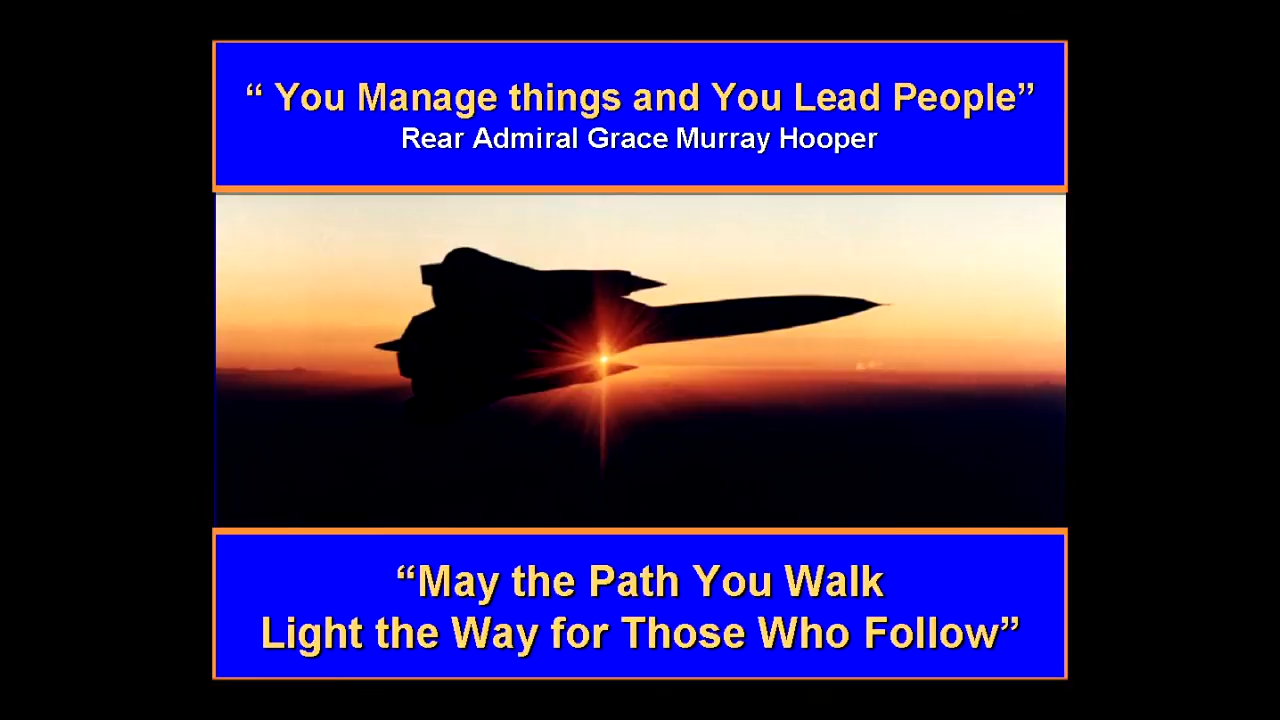 “ You Manage things and You Lead People”
Rear Admiral Grace Murray Hooper
“May the Path You Walk
Light the Way for Those Who Follow”